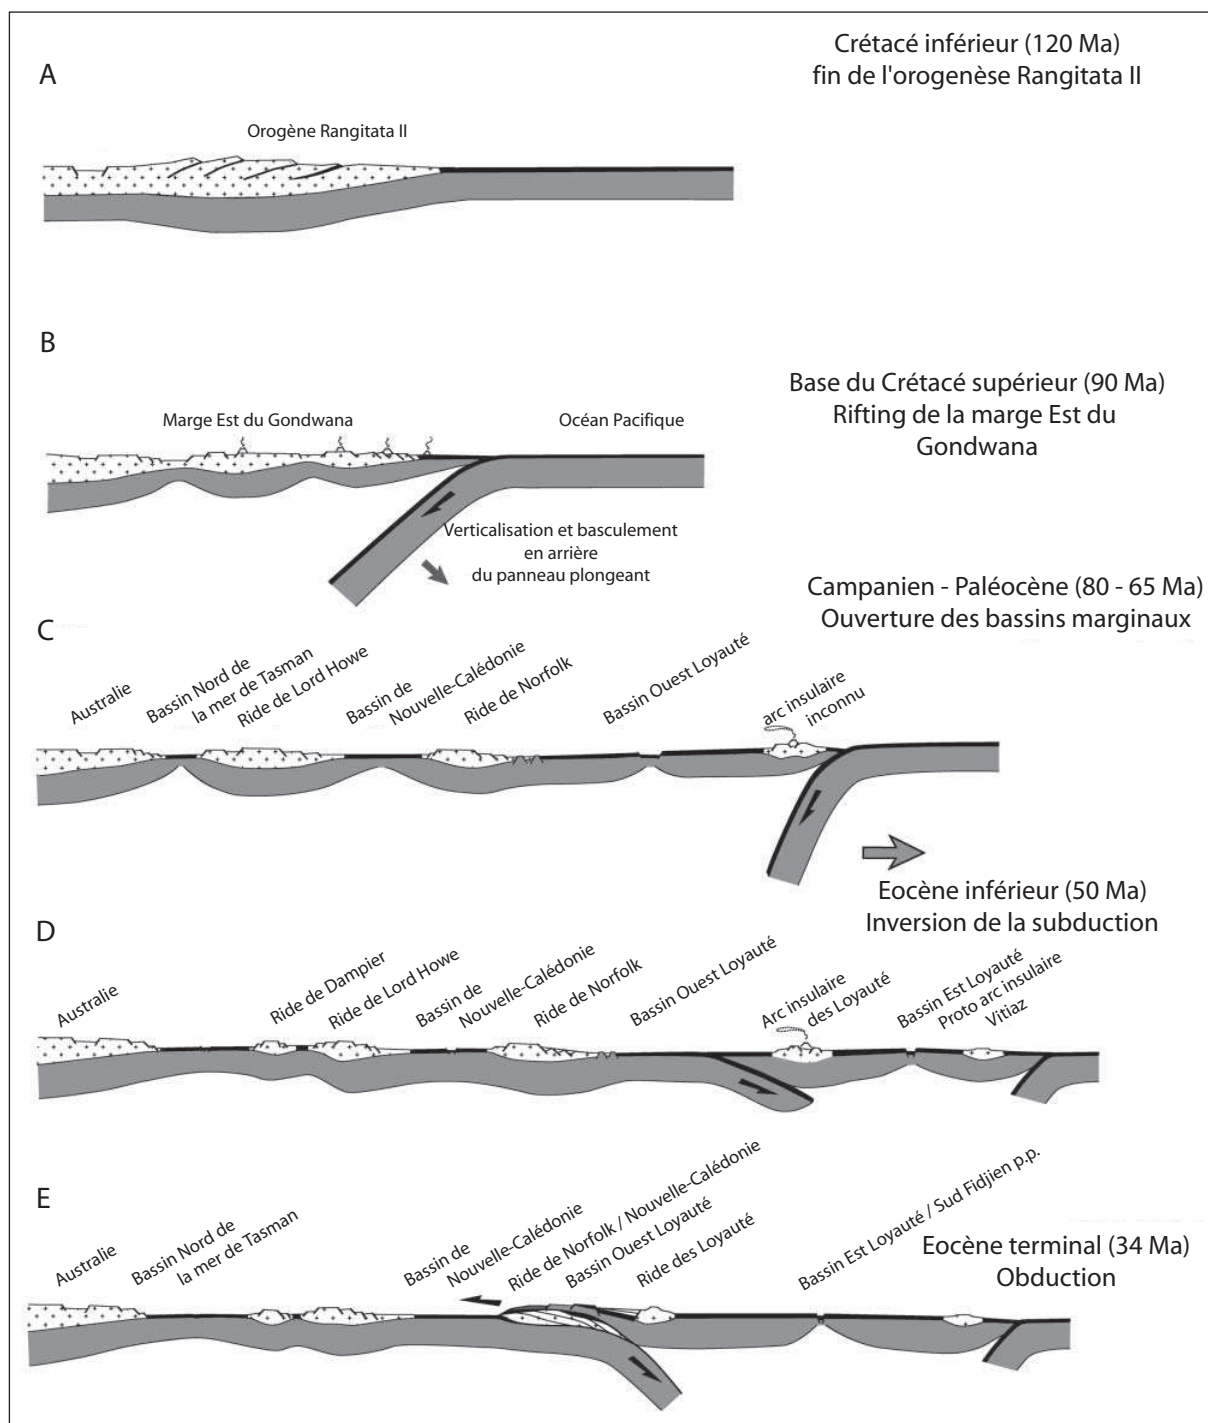 A
Crétacé inférieur (120 Ma)
fin de l'orogenèse Rangitata II
Orogène Rangitata II
B
Base du Crétacé supérieur (90 Ma)
Rifting de la marge Est du
Gondwana
Marge Est du Gondwana
Océan Pacifique
Verticalisation et basculement
en arrière
du panneau plongeant
Campanien - Paléocène (80 - 65 Ma)
Ouverture des bassins marginaux
C
Australie
Bassin Nord de
la mer de Tasman
Ride de Lord Howe
Bassin de
Nouvelle-Calédonie
Ride de Norfolk
Bassin Ouest Loyauté
arc insulaire
inconnu
Eocène inférieur (50 Ma)
Inversion de la subduction
D
Australie
Ride de Dampier
Ride de Lord Howe
Bassin de
Nouvelle-Calédonie
Ride de Norfolk
Bassin Ouest Loyauté
Arc insulaire
des Loyauté
Bassin Est Loyauté
Proto arc insulaire
Vitiaz
E
Australie
Bassin Nord de
la mer de Tasman
Bassin de
Nouvelle-Calédonie
Ride de Norfolk / Nouvelle-Calédonie
Bassin Ouest Loyauté
Ride des Loyauté
Bassin Est Loyauté / Sud Fidjien p.p.
Eocène terminal (34 Ma)
Obduction